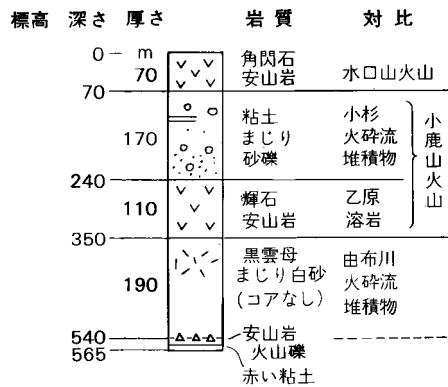 標高 深さ 厚さ 岩質 対比
0 m
70 角閃石 安山岩 水口山火山
70
170 粘土 まじり 砂礫 小杉 火砕流 堆積物
小鹿山火山
240
110 輝石 安山岩 乙原 溶岩
350
190 黒雲母 まじり白砂 (コアなし) 由布川 火砕流 堆積物
540 安山岩
565 火山礫
赤い粘土